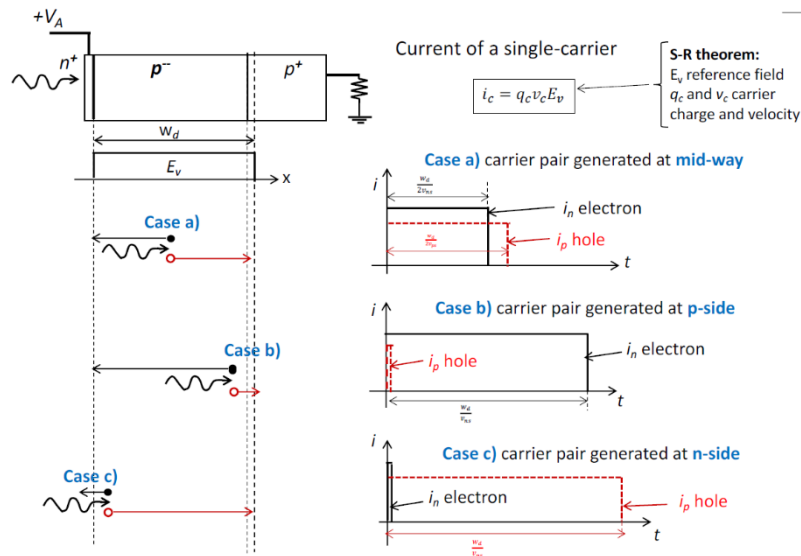 +V_A
n⁺
p⁻⁻
p⁺
w_d
E_v
x
Case a)
Case b)
Case c)
Current of a single-carrier
i_c = q_c v_c E_v
S-R theorem:
E_v reference field
q_c and v_c carrier
charge and velocity
Case a) carrier pair generated at mid-way
i
w_d/2v_ns
i_n electron
i_p hole
t
Case b) carrier pair generated at p-side
i
i_n electron
i_p hole
w_d/v_ns
t
Case c) carrier pair generated at n-side
i
i_n electron
i_p hole
t